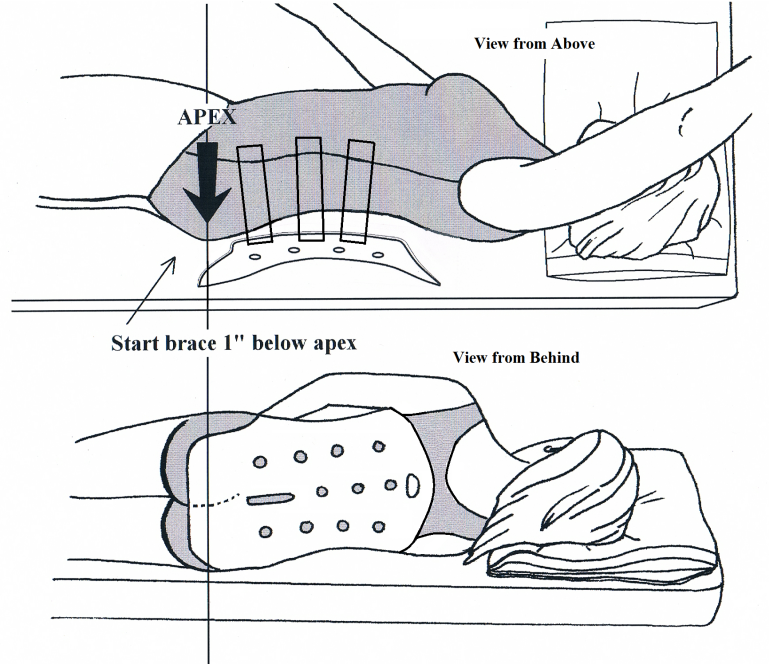 View from Above
APEX
Start brace 1" below apex
View from Behind